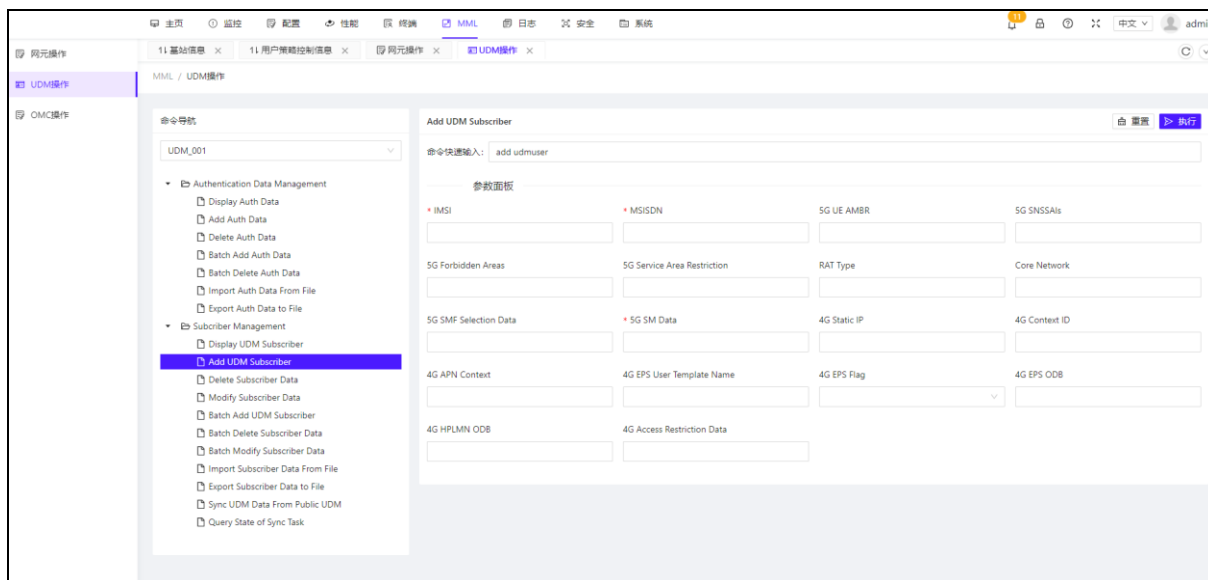 主页 监控 配置 性能 终端 MML 日志 安全 系统 11 中文 admi
网元操作
UDM操作
OMC操作
基站信息 用户策略控制信息 网元操作 UDM操作
MML / UDM操作
命令导航
UDM_001
Authentication Data Management
Display Auth Data
Add Auth Data
Delete Auth Data
Batch Add Auth Data
Batch Delete Auth Data
Import Auth Data From File
Export Auth Data to File
Subcriber Management
Display UDM Subscriber
Add UDM Subscriber
Delete Subscriber Data
Modify Subscriber Data
Batch Add UDM Subscriber
Batch Delete Subscriber Data
Batch Modify Subscriber Data
Import Subscriber Data From File
Export Subscriber Data to File
Sync UDM Data From Public UDM
Query State of Sync Task
Add UDM Subscriber 重置 执行
命令快速输入: add udmuser
参数面板
* IMSI * MSISDN 5G UE AMBR 5G SNSSAIs
5G Forbidden Areas 5G Service Area Restriction RAT Type Core Network
5G SMF Selection Data * 5G SM Data 4G Static IP 4G Context ID
4G APN Context 4G EPS User Template Name 4G EPS Flag 4G EPS ODB
4G HPLMN ODB 4G Access Restriction Data